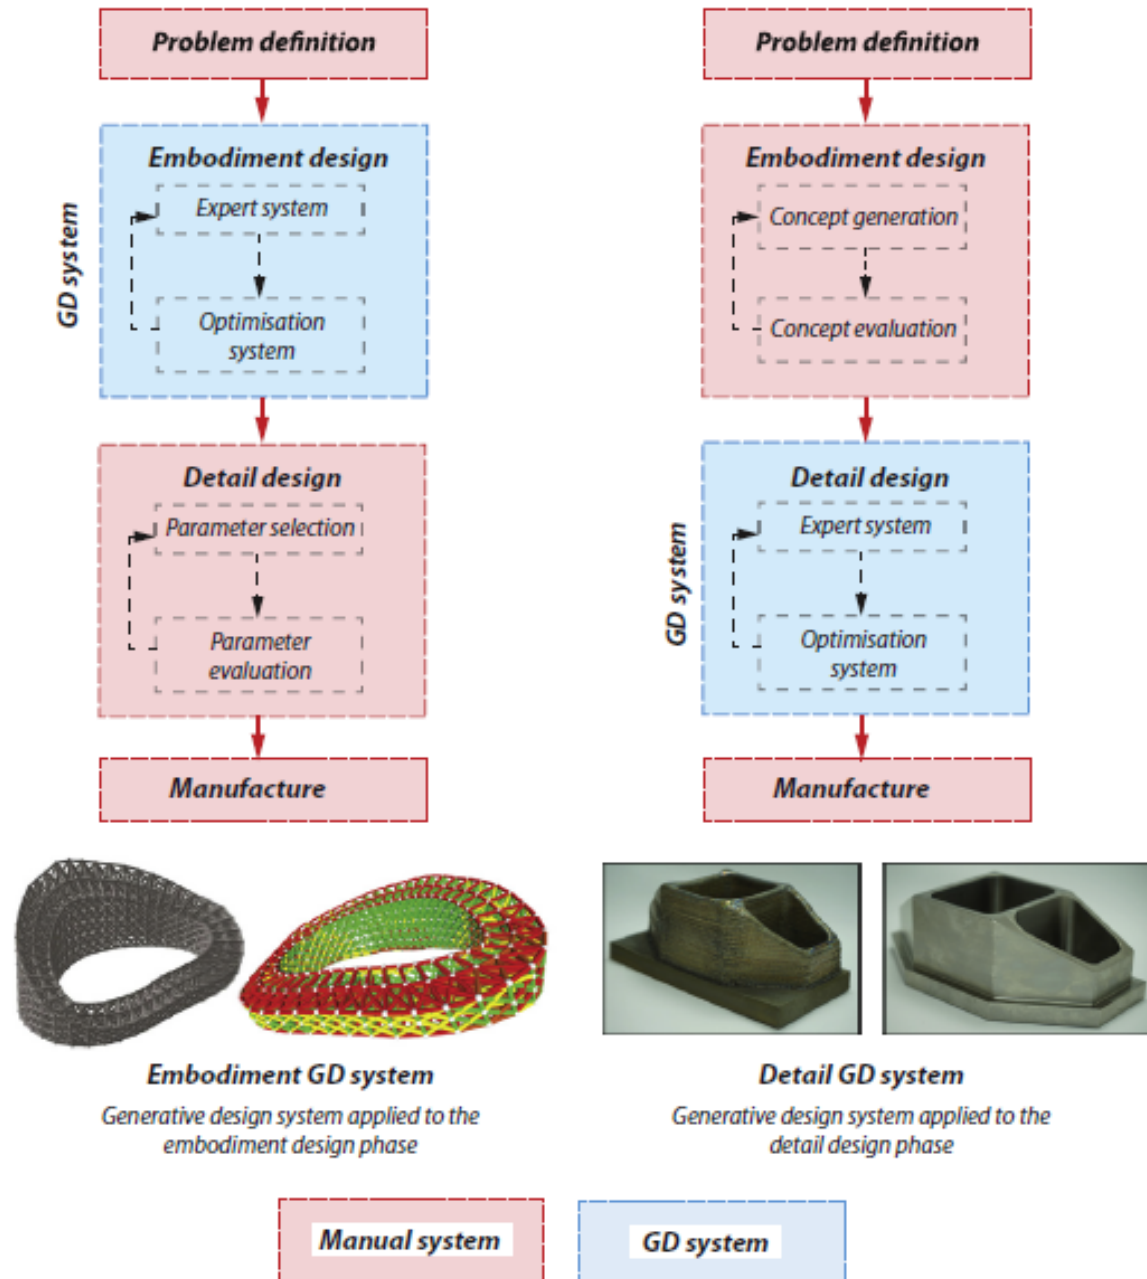 Problem definition
Embodiment design
Expert system
GD system
Optimisation
system
Detail design
Parameter selection
Parameter
evaluation
Manufacture
Embodiment GD system
Generative design system applied to the
embodiment design phase
Problem definition
Embodiment design
Concept generation
Concept evaluation
Detail design
Expert system
GD system
Optimisation
system
Manufacture
Detail GD system
Generative design system applied to the
detail design phase
Manual system
GD system